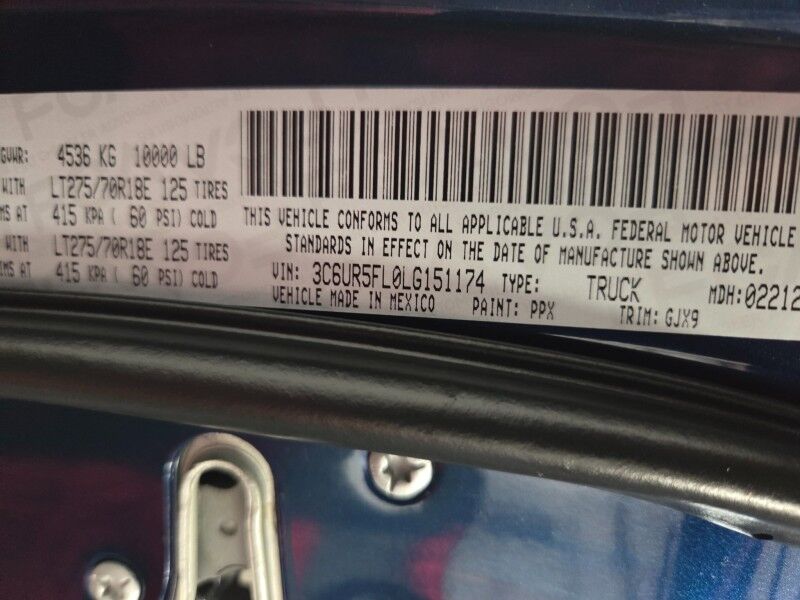 GVWR: 4536 KG 10000 LB
WITH LT275/70R18E 125 TIRES
MS AT 415 KPA ( 60 PSI) COLD
WITH LT275/70R18E 125 TIRES
MS AT 415 KPA ( 60 PSI) COLD
THIS VEHICLE CONFORMS TO ALL APPLICABLE U.S.A. FEDERAL MOTOR VEHICLE
STANDARDS IN EFFECT ON THE DATE OF MANUFACTURE SHOWN ABOVE.
VIN: 3C6UR5FL0LG151174 TYPE: TRUCK MDH:02212
VEHICLE MADE IN MEXICO PAINT: PPX TRIM: GJX9